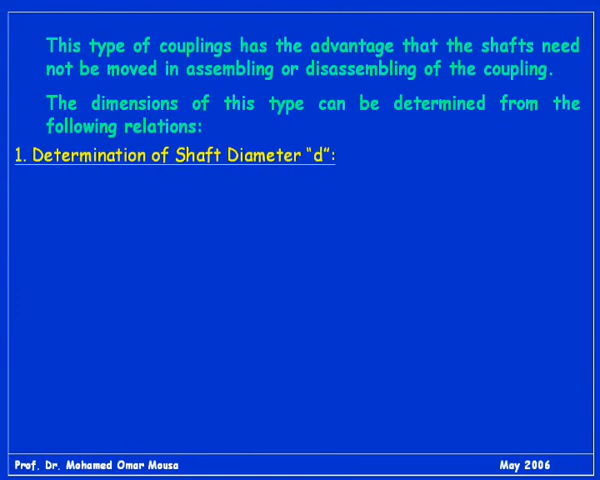 This type of couplings has the advantage that the shafts need
not be moved in assembling or disassembling of the coupling.
The dimensions of this type can be determined from the
following relations:
1. Determination of Shaft Diameter “d”:
Prof. Dr. Mohamed Omar Mousa May 2006